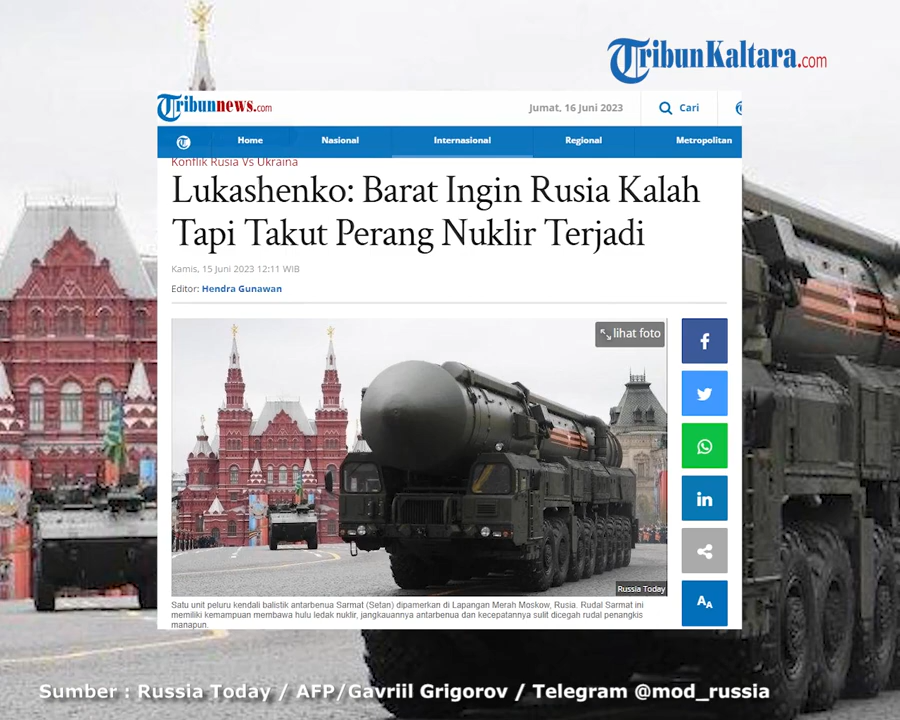 TribunKaltara.com
Tribunnews.com
Jumat, 16 Juni 2023
Cari
Home Nasional Internasional Regional Metropolitan
Konflik Rusia Vs Ukraina
Lukashenko: Barat Ingin Rusia Kalah
Tapi Takut Perang Nuklir Terjadi
Kamis, 15 Juni 2023 12:11 WIB
Editor: Hendra Gunawan
lihat foto
Russia Today
Satu unit peluru kendali balistik antarbenua Sarmat (Setan) dipamerkan di Lapangan Merah Moskow, Rusia. Rudal Sarmat ini
memiliki kemampuan membawa hulu ledak nuklir, jangkauannya antarbenua dan kecepatannya sulit dicegah rudal penangkis
manapun.
AA
Sumber : Russia Today / AFP/Gavriil Grigorov / Telegram @mod_russia